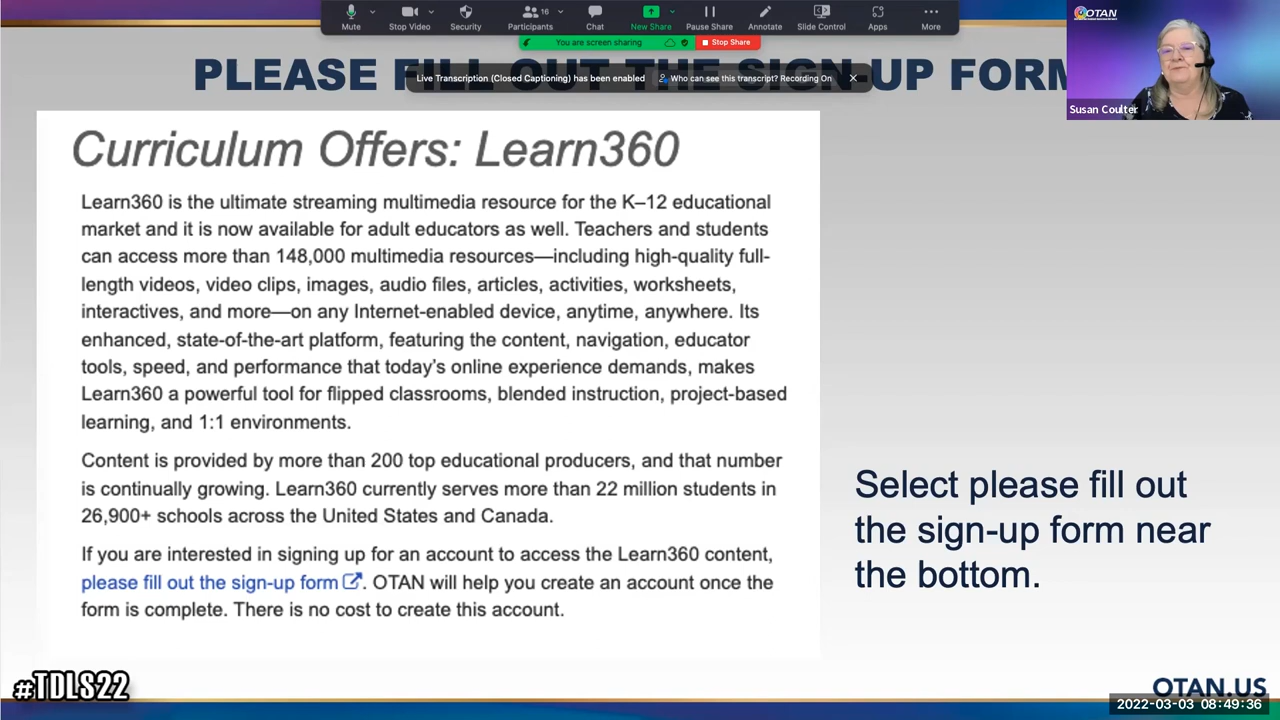 Mute
Stop Video
Security
16
Participants
Chat
New Share
Pause Share
Annotate
Slide Control
Apps
More
You are screen sharing
Stop Share
Live Transcription (Closed Captioning) has been enabled
Who can see this transcript? Recording On
OTAN
Susan Coulter
PLEASE FILL OUT THE SIGN-UP FORM
Curriculum Offers: Learn360
Learn360 is the ultimate streaming multimedia resource for the K–12 educational
market and it is now available for adult educators as well. Teachers and students
can access more than 148,000 multimedia resources—including high-quality full-
length videos, video clips, images, audio files, articles, activities, worksheets,
interactives, and more—on any Internet-enabled device, anytime, anywhere. Its
enhanced, state-of-the-art platform, featuring the content, navigation, educator
tools, speed, and performance that today's online experience demands, makes
Learn360 a powerful tool for flipped classrooms, blended instruction, project-based
learning, and 1:1 environments.
Content is provided by more than 200 top educational producers, and that number
is continually growing. Learn360 currently serves more than 22 million students in
26,900+ schools across the United States and Canada.
If you are interested in signing up for an account to access the Learn360 content,
please fill out the sign-up form. OTAN will help you create an account once the
form is complete. There is no cost to create this account.
Select please fill out
the sign-up form near
the bottom.
#TDLS22
OTAN.US
2022-03-03 08:49:36